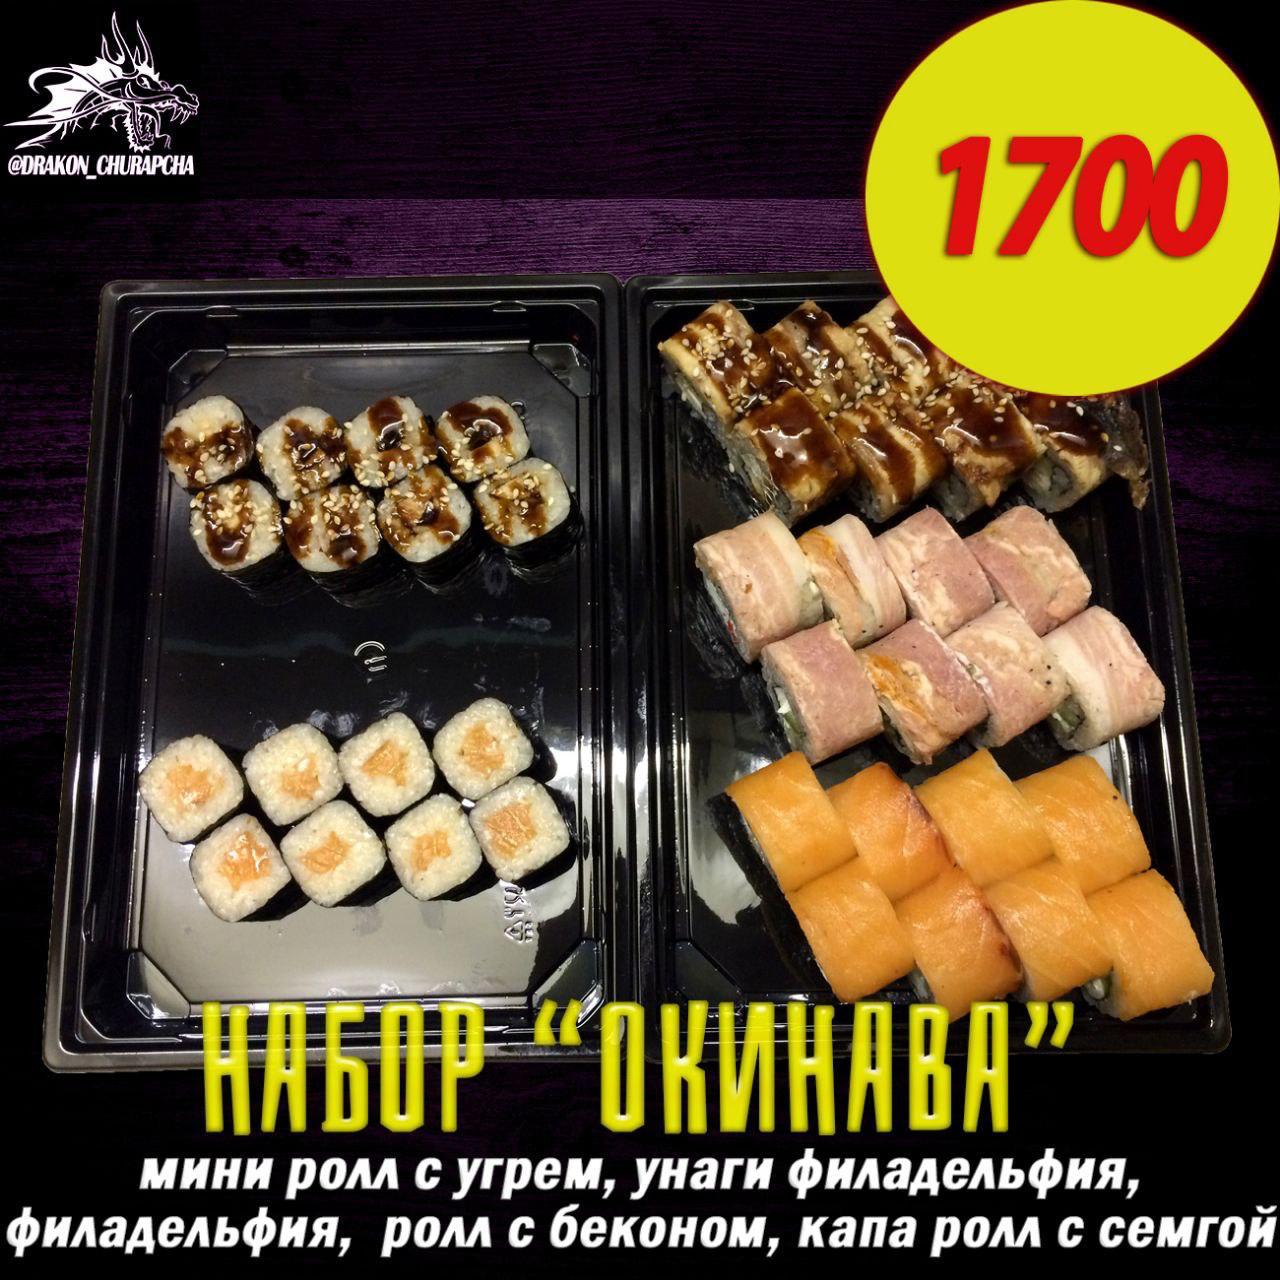 @DRAKON_CHURAPCHA
1700
НАБОР “ОКИНАВА”
мини ролл с угрем, унаги филадельфия,
филадельфия, ролл с беконом, капа ролл с семгой